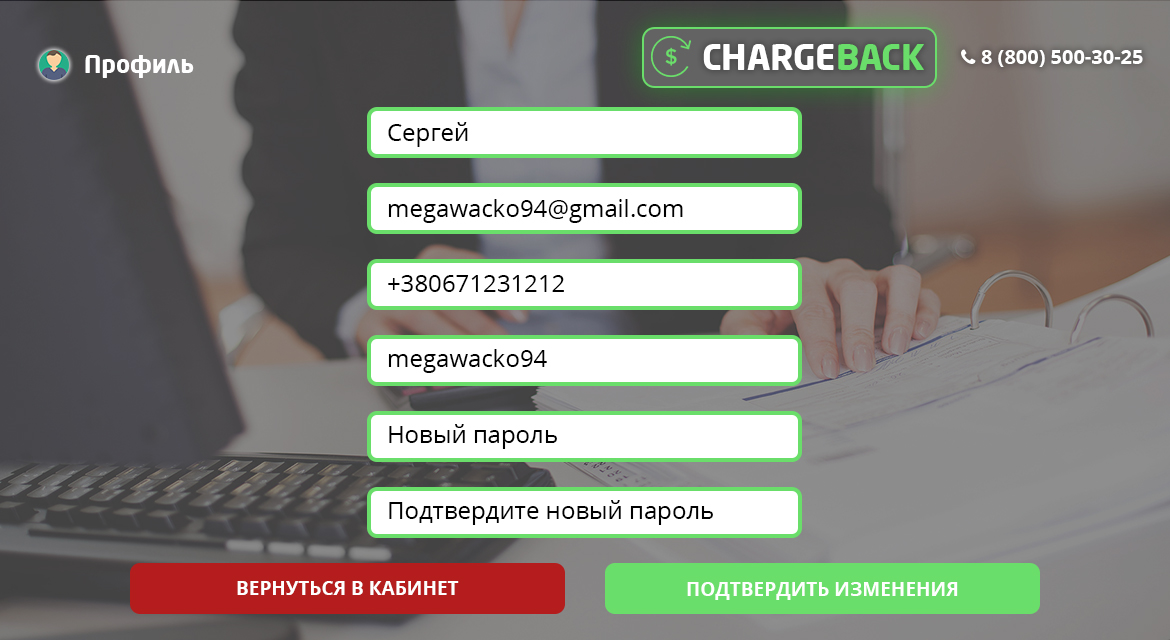 Профиль
$ CHARGEBACK
8 (800) 500-30-25
Сергей
megawacko94@gmail.com
+380671231212
megawacko94
Новый пароль
Подтвердите новый пароль
ВЕРНУТЬСЯ В КАБИНЕТ
ПОДТВЕРДИТЬ ИЗМЕНЕНИЯ